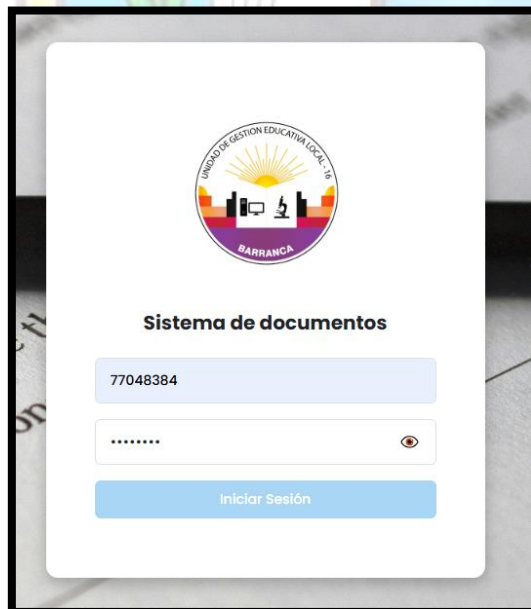 UNIDAD DE GESTION EDUCATIVA LOCAL - 16
BARRANCA
Sistema de documentos
77048384
••••••••
Iniciar Sesión